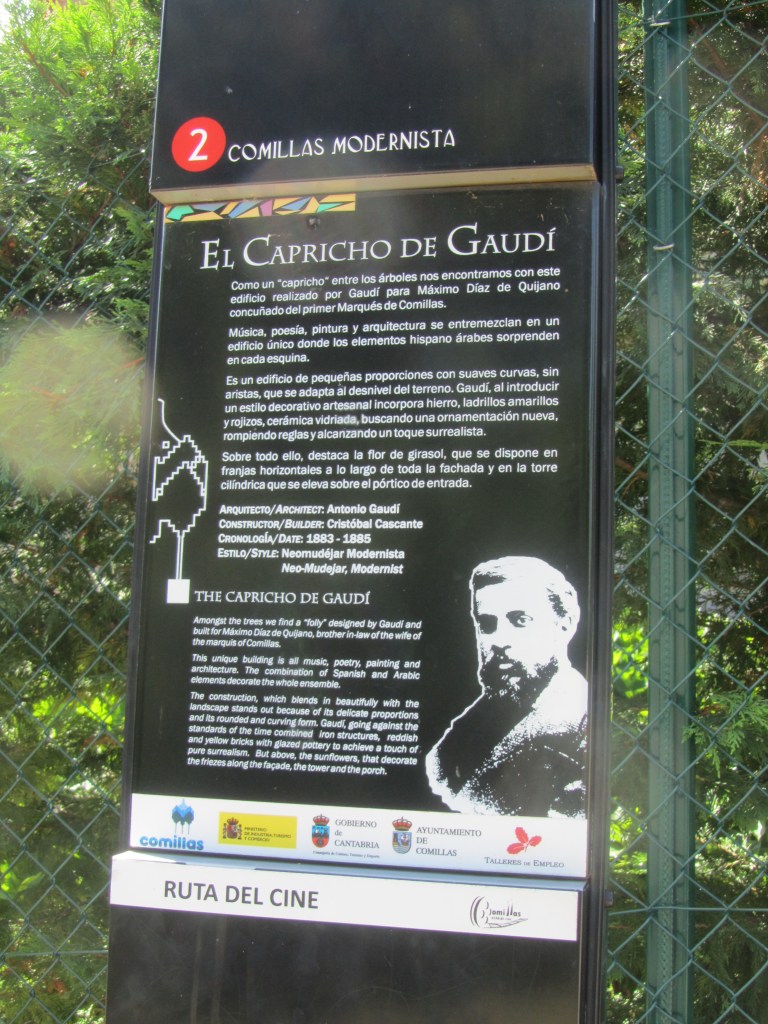 2 COMILLAS MODERNISTA
EL CAPRICHO DE GAUDÍ
Como un "capricho" entre los árboles nos encontramos con este
edificio realizado por Gaudí para Máximo Díaz de Quijano
concuñado del primer Marqués de Comillas.
Música, poesía, pintura y arquitectura se entremezclan en un
edificio único donde los elementos hispano árabes sorprenden
en cada esquina.
Es un edificio de pequeñas proporciones con suaves curvas, sin
aristas, que se adapta al desnivel del terreno. Gaudí, al introducir
un estilo decorativo artesanal incorpora hierro, ladrillos amarillos
y rojizos, cerámica vidriada, buscando una ornamentación nueva,
rompiendo reglas y alcanzando un toque surrealista.
Sobre todo ello, destaca la flor de girasol, que se dispone en
franjas horizontales a lo largo de toda la fachada y en la torre
cilíndrica que se eleva sobre el pórtico de entrada.
ARQUITECTO/ARCHITECT: Antonio Gaudí
CONSTRUCTOR/BUILDER: Cristóbal Cascante
CRONOLOGÍA/DATE: 1883 - 1885
ESTILO/STYLE: Neomudéjar Modernista
Neo-Mudejar, Modernist
THE CAPRICHO DE GAUDÍ
Amongst the trees we find a "folly" designed by Gaudí and
built for Máximo Díaz de Quijano, brother in-law of the wife of
the marquis of Comillas.
This unique building is all music, poetry, painting and
architecture. The combination of Spanish and Arabic
elements decorate the whole ensemble.
The construction, which blends in beautifully with the
landscape stands out because of its delicate proportions
and its rounded and curving form. Gaudí, going against the
standards of the time combined iron structures, reddish
and yellow bricks with glazed pottery to achieve a touch of
pure surrealism. But above, the sunflowers, that decorate
the friezes along the façade, the tower and the porch.
comillas
MINISTERIO
DE INDUSTRIA, TURISMO
Y COMERCIO
GOBIERNO
de
CANTABRIA
AYUNTAMIENTO
DE COMILLAS
TALLERES DE EMPLEO
RUTA DEL CINE
Comillas